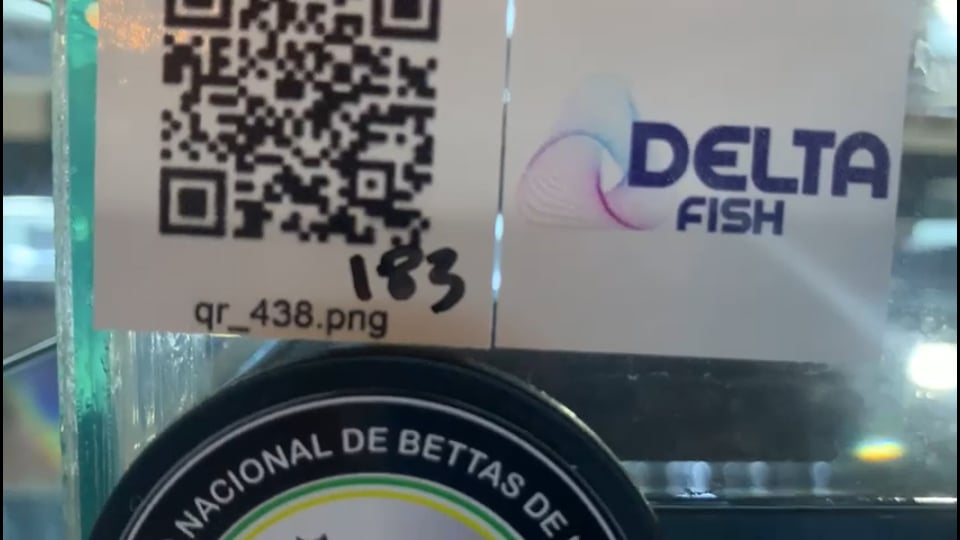 DELTA
FISH
183
qr_438.png
NACIONAL DE BETTAS DE